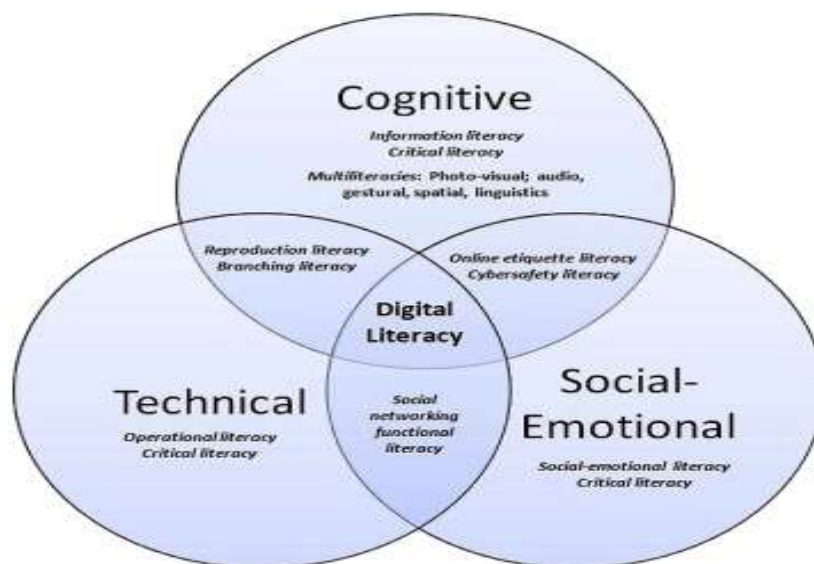 Cognitive
Information literacy
Critical literacy
Multiliteracies: Photo-visual; audio,
gestural, spatial, linguistics
Reproduction literacy
Branching literacy
Online etiquette literacy
Cybersafety literacy
Digital
Literacy
Technical
Operational literacy
Critical literacy
Social
networking
functional
literacy
Social-
Emotional
Social-emotional literacy
Critical literacy